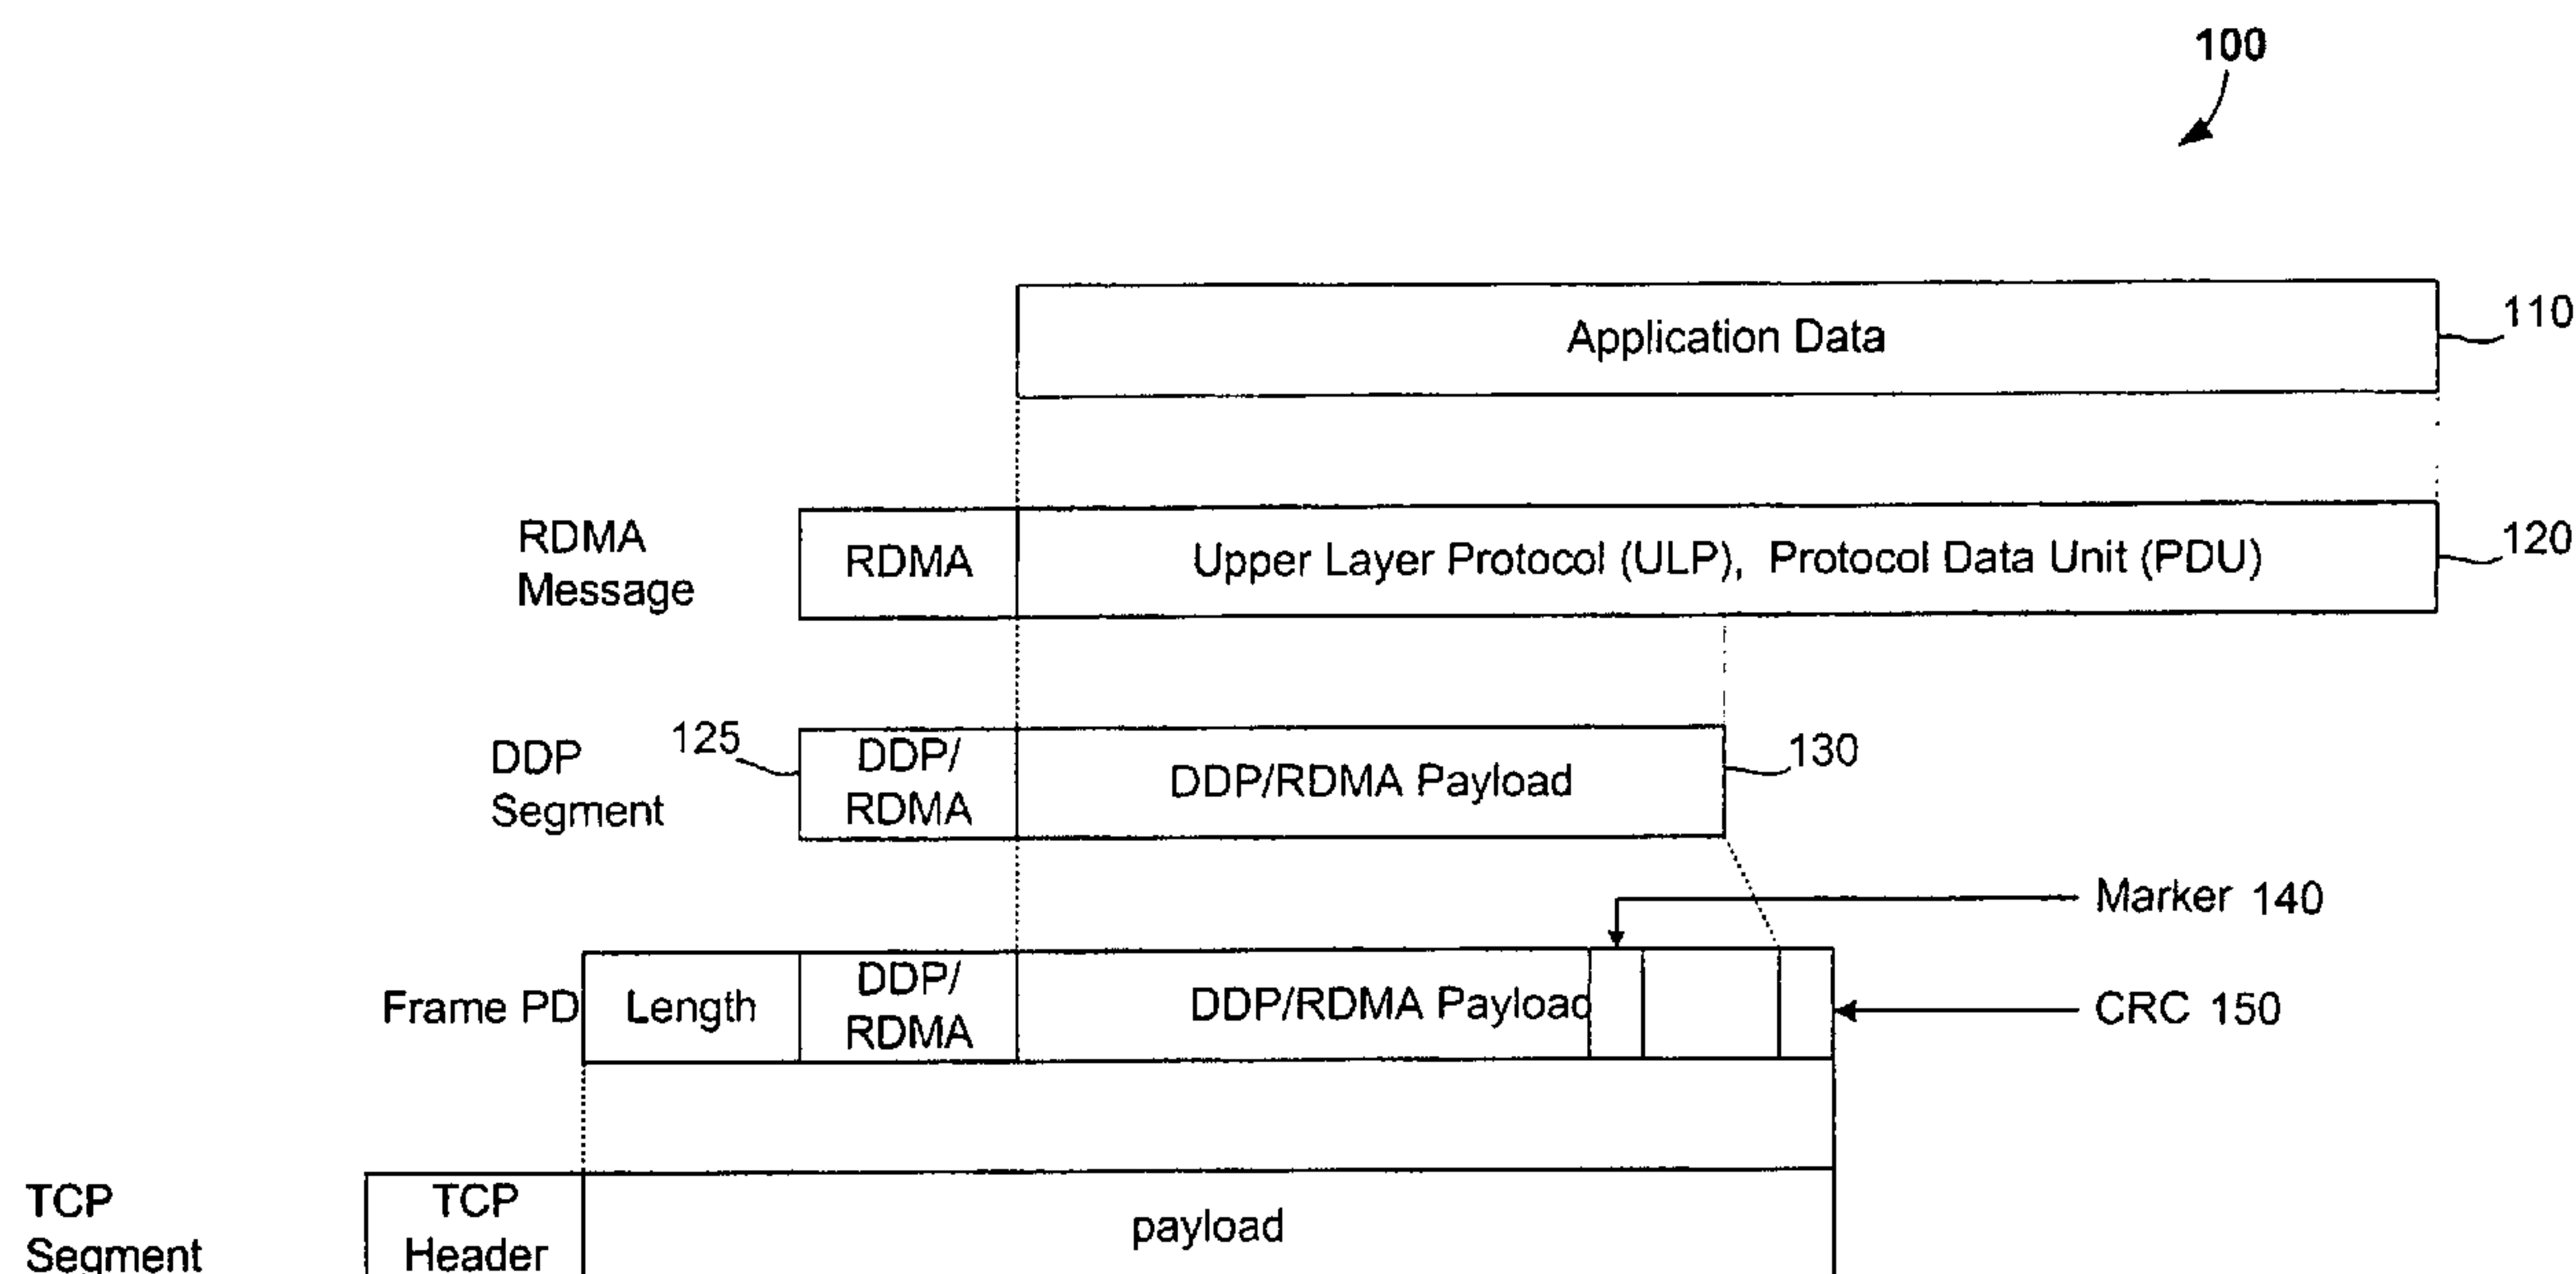 100
Application Data
110
RDMA
Message
RDMA
Upper Layer Protocol (ULP), Protocol Data Unit (PDU)
120
DDP
Segment
125
DDP/
RDMA
DDP/RDMA Payload
130
Marker 140
Frame PD
Length
DDP/
RDMA
DDP/RDMA Payload
CRC 150
TCP
Segment
TCP
Header
payload